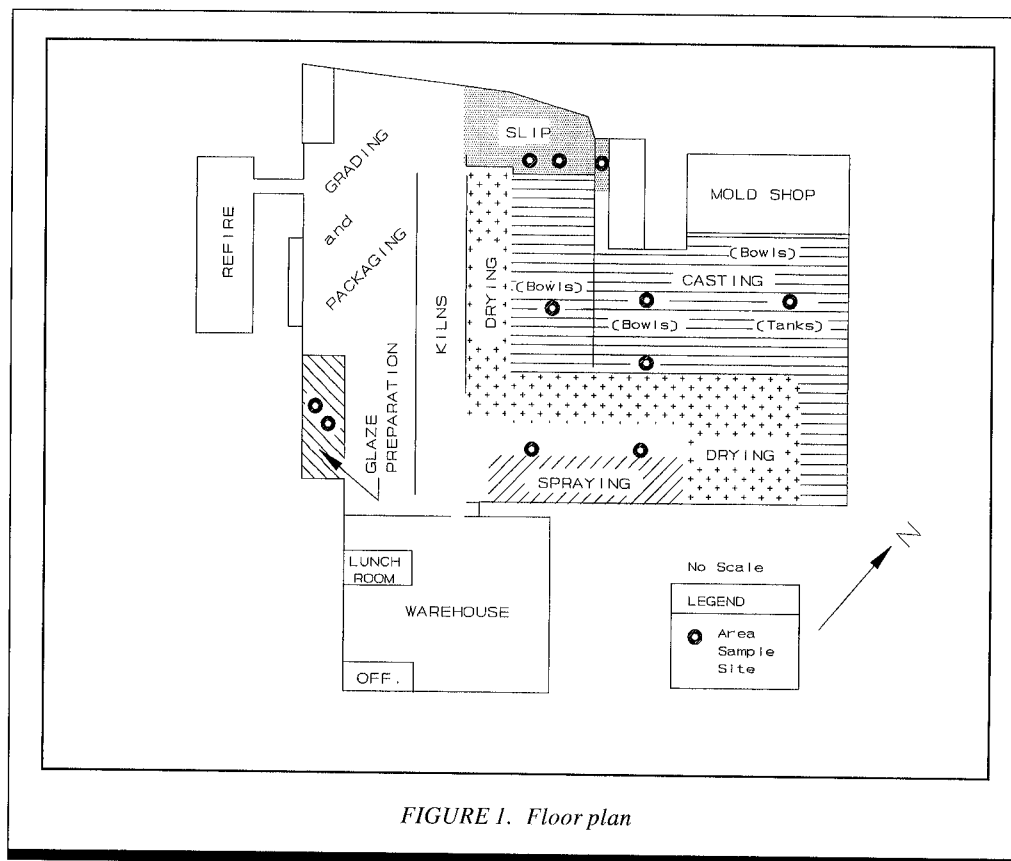 SLIP
GRADING
and
PACKAGING
REFIRE
MOLD SHOP
(Bowls)
CASTING
DRYING
(Bowls)
KILNS
(Bowls)
(Tanks)
GLAZE
PREPARATION
DRYING
SPRAYING
N
LUNCH
ROOM
WAREHOUSE
OFF.
No Scale
LEGEND
Area
Sample
Site
FIGURE 1. Floor plan